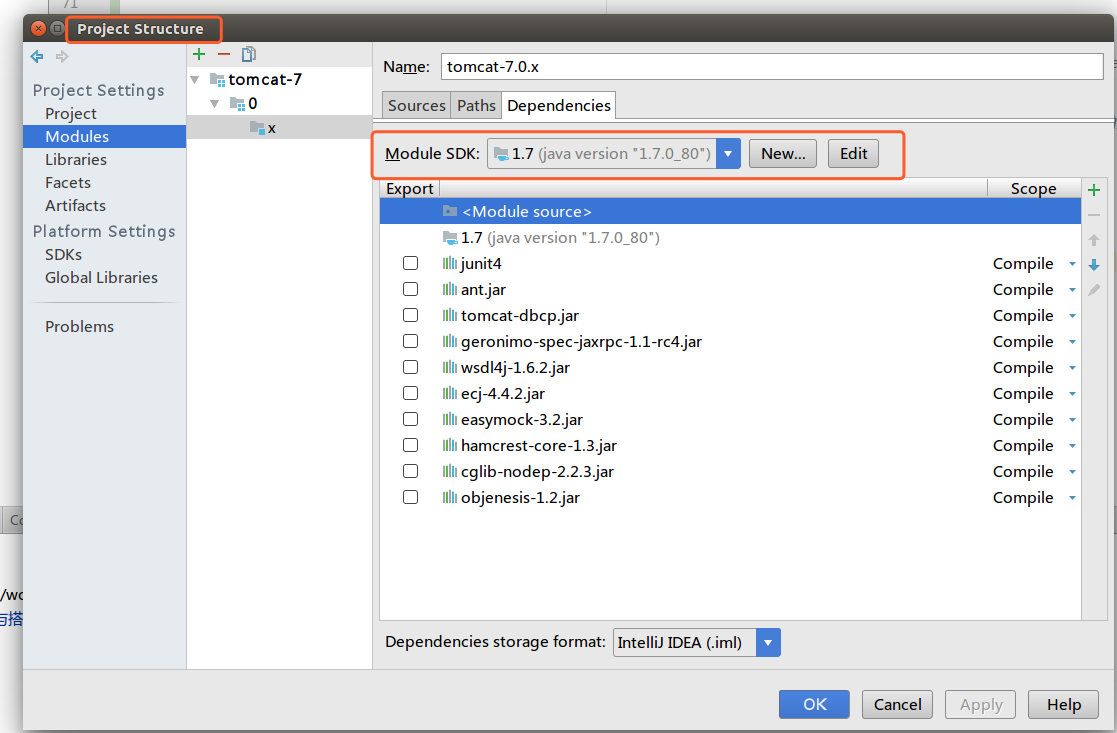 71
Project Structure
Project Settings
Project
Modules
Libraries
Facets
Artifacts
Platform Settings
SDKs
Global Libraries
Problems
tomcat-7
0
x
Name: tomcat-7.0.x
Sources Paths Dependencies
Module SDK: 1.7 (java version "1.7.0_80") New... Edit
Export Scope
<Module source>
1.7 (java version "1.7.0_80")
junit4 Compile
ant.jar Compile
tomcat-dbcp.jar Compile
geronimo-spec-jaxrpc-1.1-rc4.jar Compile
wsdl4j-1.6.2.jar Compile
ecj-4.4.2.jar Compile
easymock-3.2.jar Compile
hamcrest-core-1.3.jar Compile
cglib-nodep-2.2.3.jar Compile
objenesis-1.2.jar Compile
Dependencies storage format: IntelliJ IDEA (.iml)
OK Cancel Apply Help